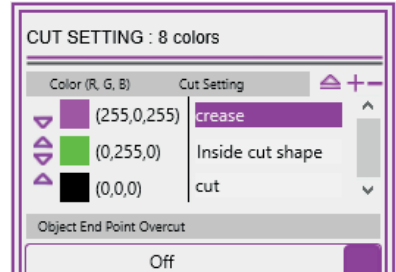 CUT SETTING : 8 colors
Color (R, G, B) Cut Setting
(255,0,255) crease
(0,255,0) Inside cut shape
(0,0,0) cut
Object End Point Overcut
Off